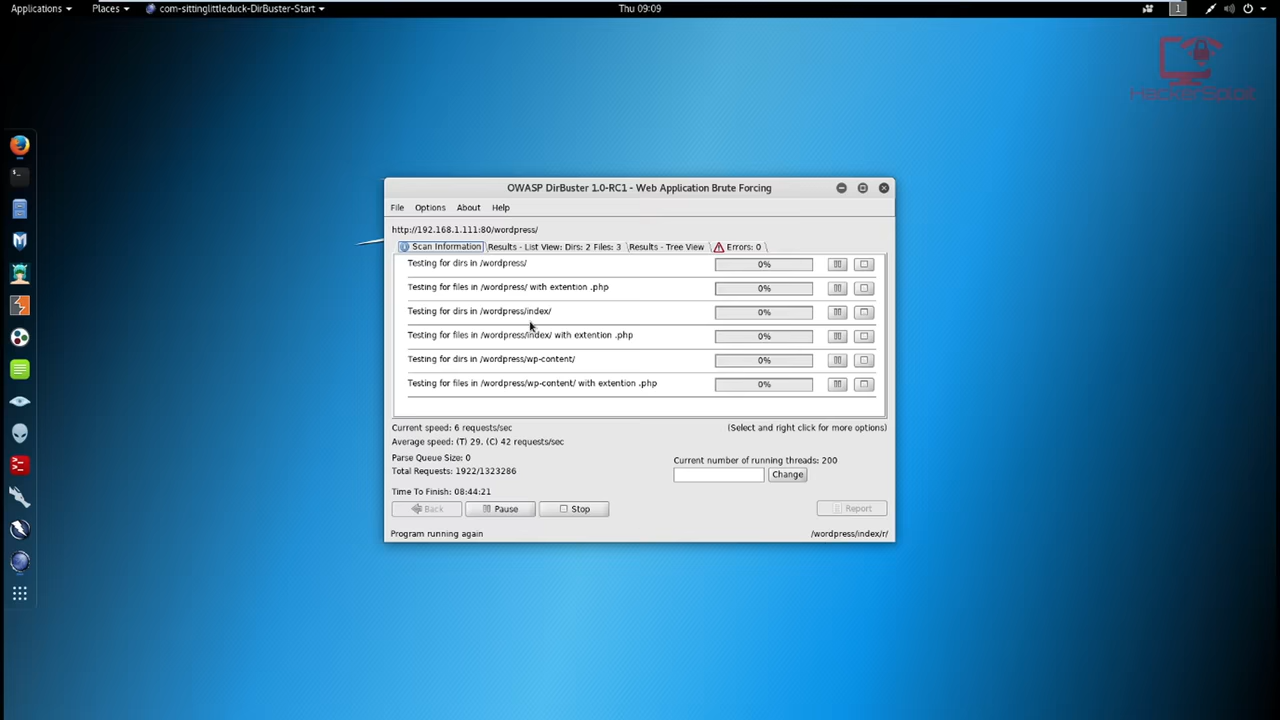 Applications Places com-sittinglittleduck-DirBuster-Start Thu 09:09 1
HackerSploit
OWASP DirBuster 1.0-RC1 - Web Application Brute Forcing
File Options About Help
http://192.168.1.111:80/wordpress/
Scan Information Results - List View: Dirs: 2 Files: 3 Results - Tree View Errors: 0
Testing for dirs in /wordpress/ 0%
Testing for files in /wordpress/ with extention .php 0%
Testing for dirs in /wordpress/index/ 0%
Testing for files in /wordpress/index/ with extention .php 0%
Testing for dirs in /wordpress/wp-content/ 0%
Testing for files in /wordpress/wp-content/ with extention .php 0%
Current speed: 6 requests/sec (Select and right click for more options)
Average speed: (T) 29, (C) 42 requests/sec
Parse Queue Size: 0 Current number of running threads: 200
Total Requests: 1922/1323286 Change
Time To Finish: 08:44:21
Back Pause Stop Report
Program running again /wordpress/index/r/